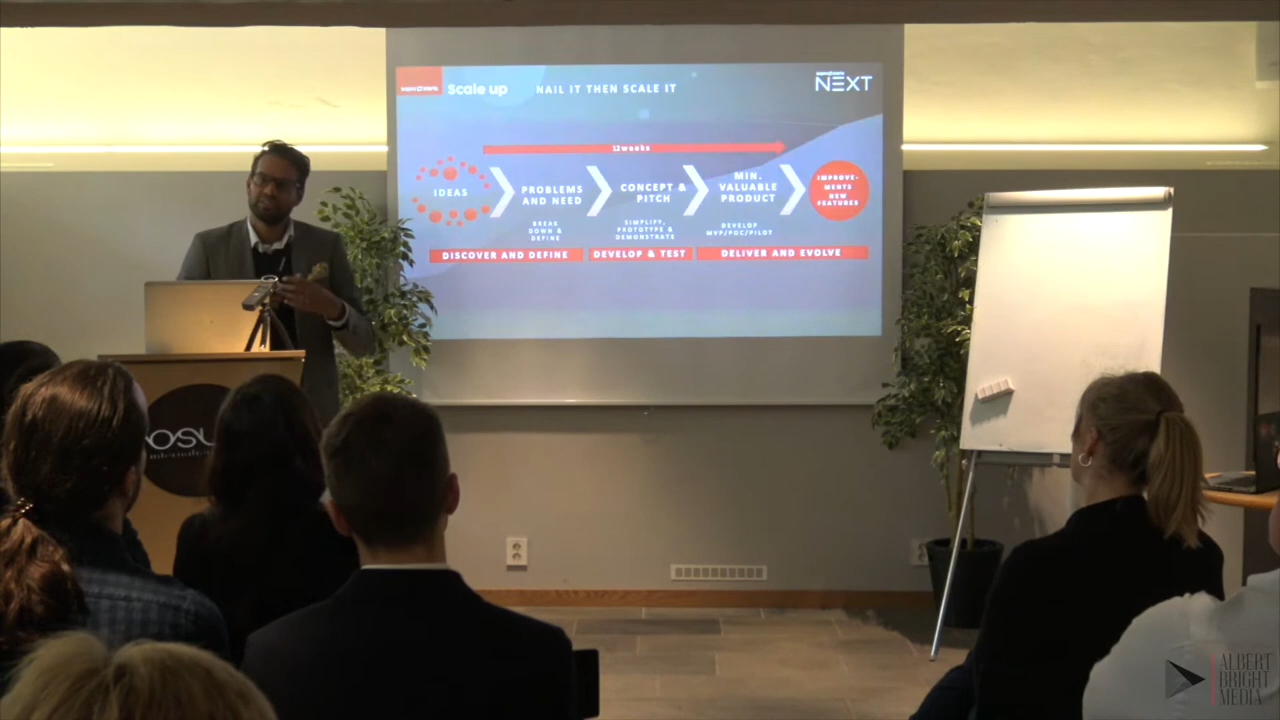 Scale up
NAIL IT THEN SCALE IT
NEXT
12weeks
IDEAS
PROBLEMS
AND NEED
CONCEPT &
PITCH
MIN.
VALUABLE
PRODUCT
IMPROVE-
MENTS
NEW
FEATURES
BREAK
DOWN &
DEFINE
SIMPLIFY,
PROTOTYPE &
DEMONSTRATE
DEVELOP
MVP/POC/PILOT
DISCOVER AND DEFINE
DEVELOP & TEST
DELIVER AND EVOLVE
ALBERT
BRIGHT
MEDIA